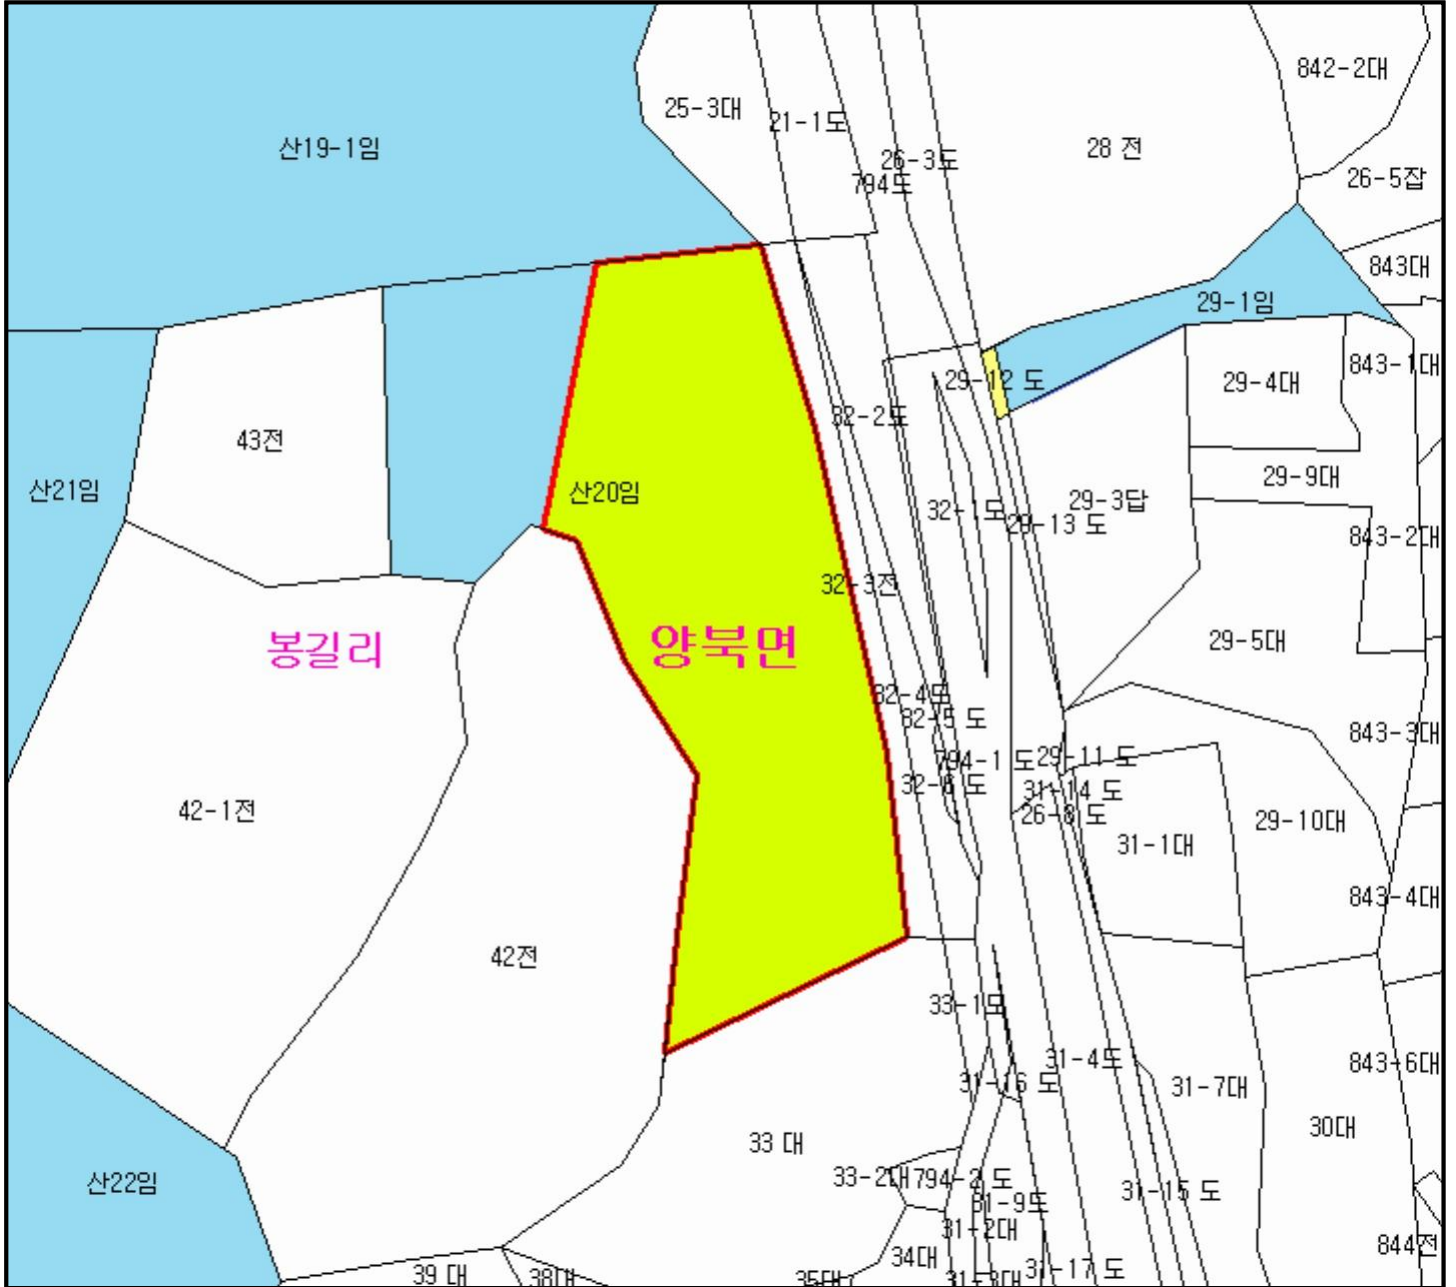 842-2대
25-3대
21-1도
산19-1임
28 전
26-3도
794도
26-5잡
843대
29-1임
843-1대
29-12 도
29-4대
32-2도
43전
29-9대
산21임
산20임
29-3답
32-1도
29-13 도
843-2대
32-3전
29-5대
봉길리
양북면
32-4도
32-5 도
843-3대
794-1 도
29-11 도
32-6 도
31-14 도
42-1전
26-8 도
29-10대
31-1대
843-4대
42전
33-1도
31-4도
843-6대
31-16 도
31-7대
30대
33 대
33-2대
794-2 도
산22임
31-15 도
31-9도
31-2대
844전
34대
31-17 도
39 대
38대
35대
31-3대